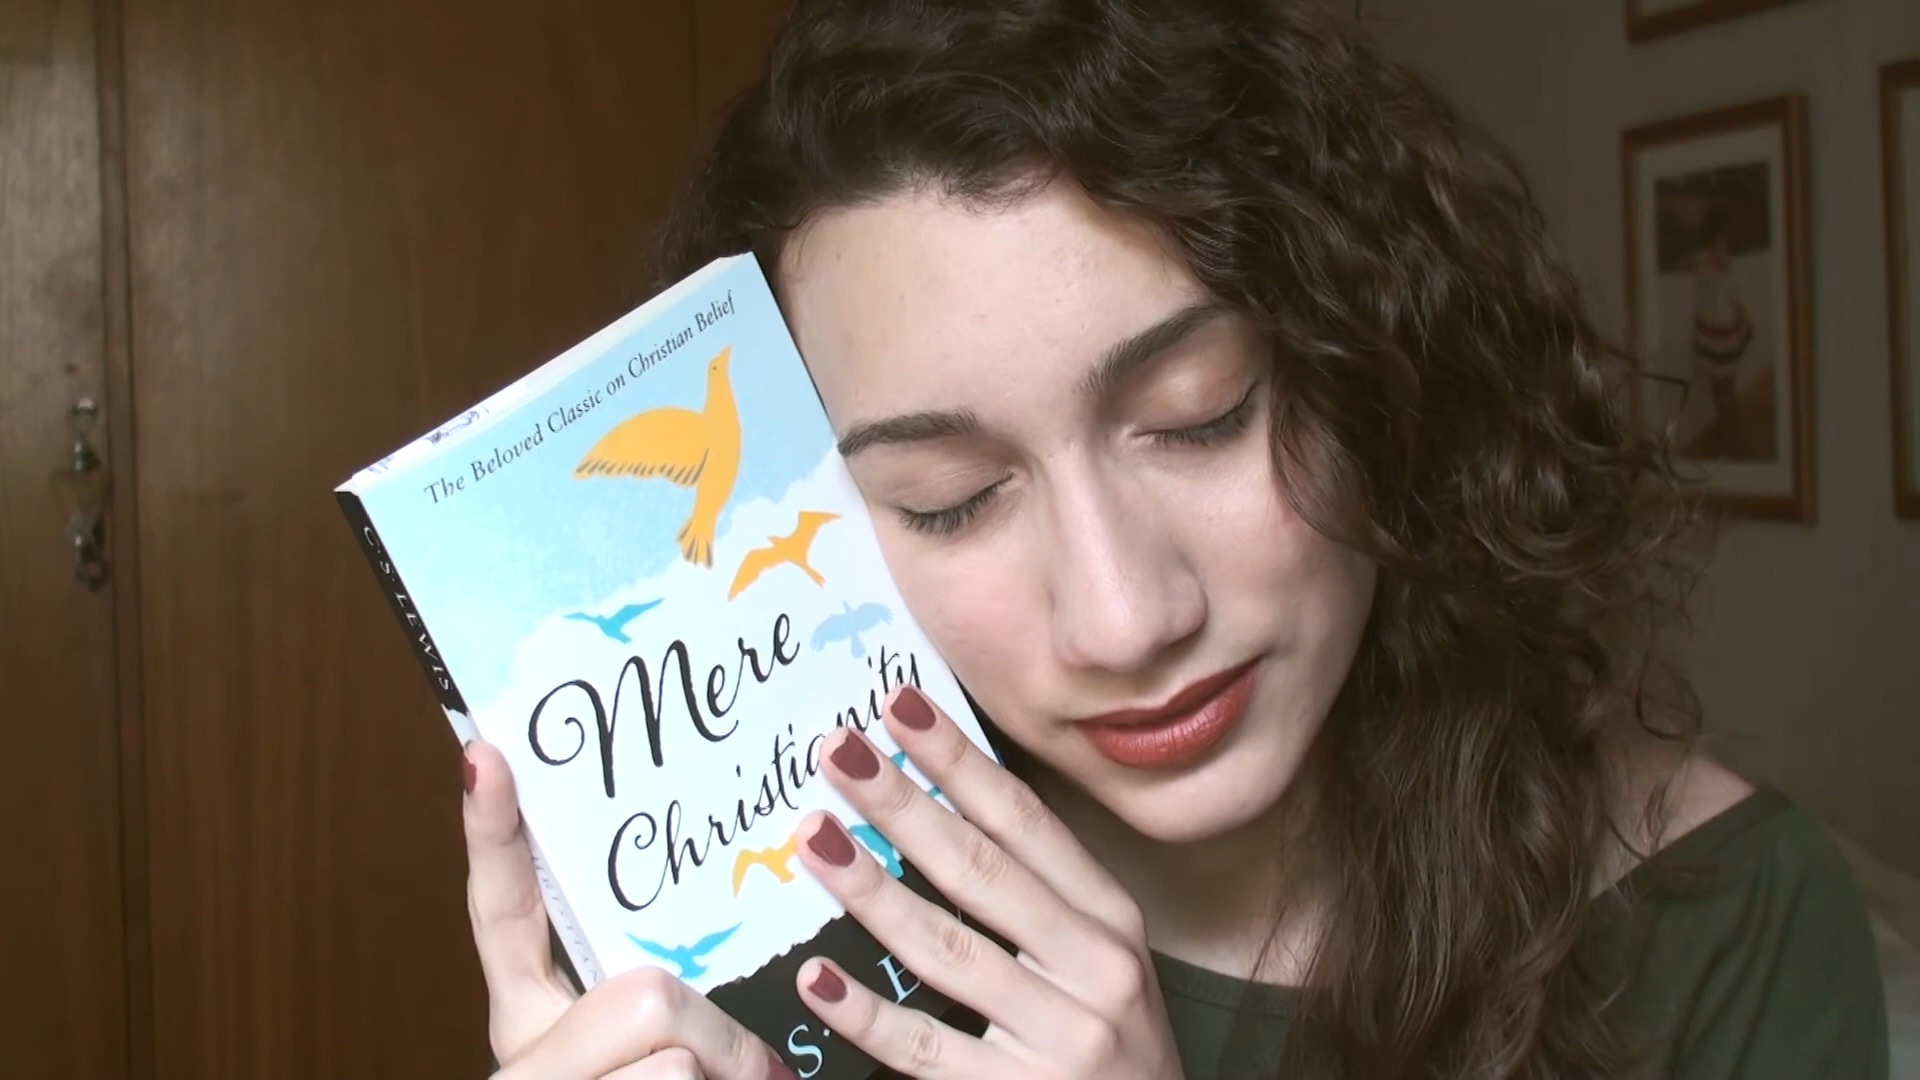 The Beloved Classic on Christian Belief
Mere
Christianity
S.
C. S. LEWIS